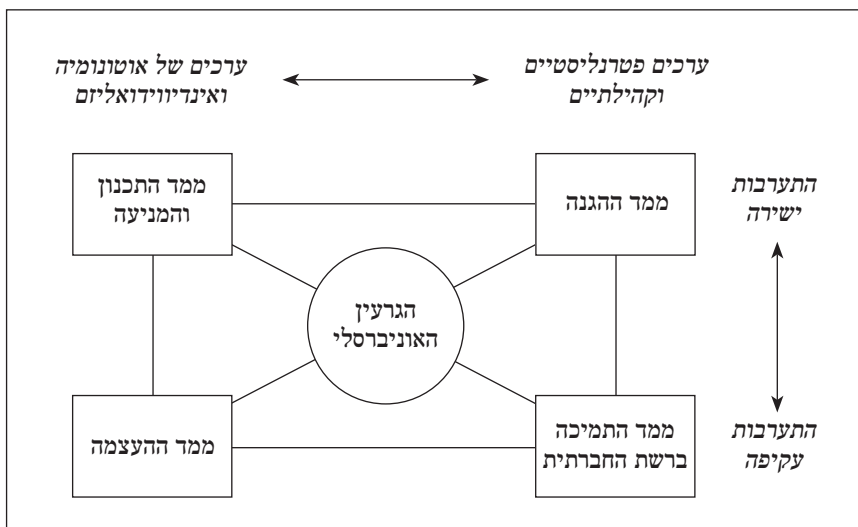 ערכים פטרנליסטיים
וקהילתיים
ערכים של אוטונומיה
ואינדיווידואליזם
התערבות
ישירה
ממד ההגנה
ממד התכנון
והמניעה
הגרעין
האוניברסלי
התערבות
עקיפה
ממד התמיכה
ברשת החברתית
ממד ההעצמה